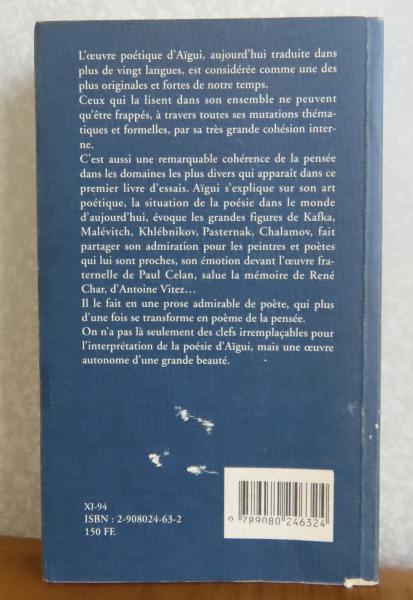 L'œuvre poétique d'Aïgui, aujourd'hui traduite dans
plus de vingt langues, est considérée comme une des
plus originales et fortes de notre temps.
Ceux qui la lisent dans son ensemble ne peuvent
qu'être frappés, à travers toutes ses mutations théma-
tiques et formelles, par sa très grande cohésion inter-
ne.
C'est aussi une remarquable cohérence de la pensée
dans les domaines les plus divers qui apparaît dans ce
premier livre d'essais. Aïgui s'explique sur son art
poétique, la situation de la poésie dans le monde
d'aujourd'hui, évoque les grandes figures de Kafka,
Malévitch, Khlébnikov, Pasternak, Chalamov, fait
partager son admiration pour les peintres et poètes
qui lui sont proches, son émotion devant l'œuvre fra-
ternelle de Paul Celan, salue la mémoire de René
Char, d'Antoine Vitez…
Il le fait en une prose admirable de poète, qui plus
d'une fois se transforme en poème de la pensée.
On n'a pas là seulement des clefs irremplaçables pour
l'interprétation de la poésie d'Aïgui, mais une œuvre
autonome d'une grande beauté.
XI-94
ISBN : 2-908024-63-2
150 FF.
9 789080 246324